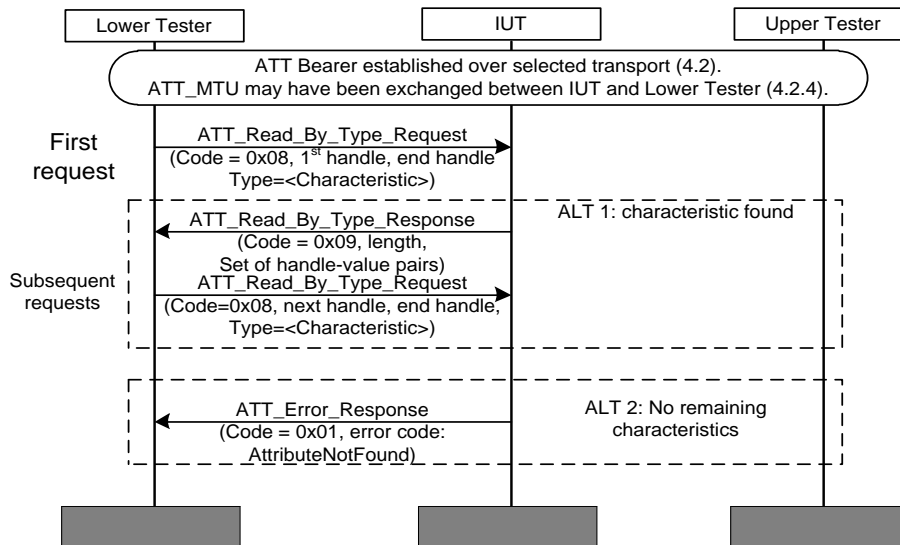 Lower Tester
IUT
Upper Tester
ATT Bearer established over selected transport (4.2).
ATT_MTU may have been exchanged between IUT and Lower Tester (4.2.4).
First
request
ATT_Read_By_Type_Request
(Code = 0x08, 1st handle, end handle
Type=<Characteristic>)
ALT 1: characteristic found
ATT_Read_By_Type_Response
(Code = 0x09, length,
Set of handle-value pairs)
Subsequent
requests
ATT_Read_By_Type_Request
(Code=0x08, next handle, end handle,
Type=<Characteristic>)
ATT_Error_Response
(Code = 0x01, error code:
AttributeNotFound)
ALT 2: No remaining
characteristics